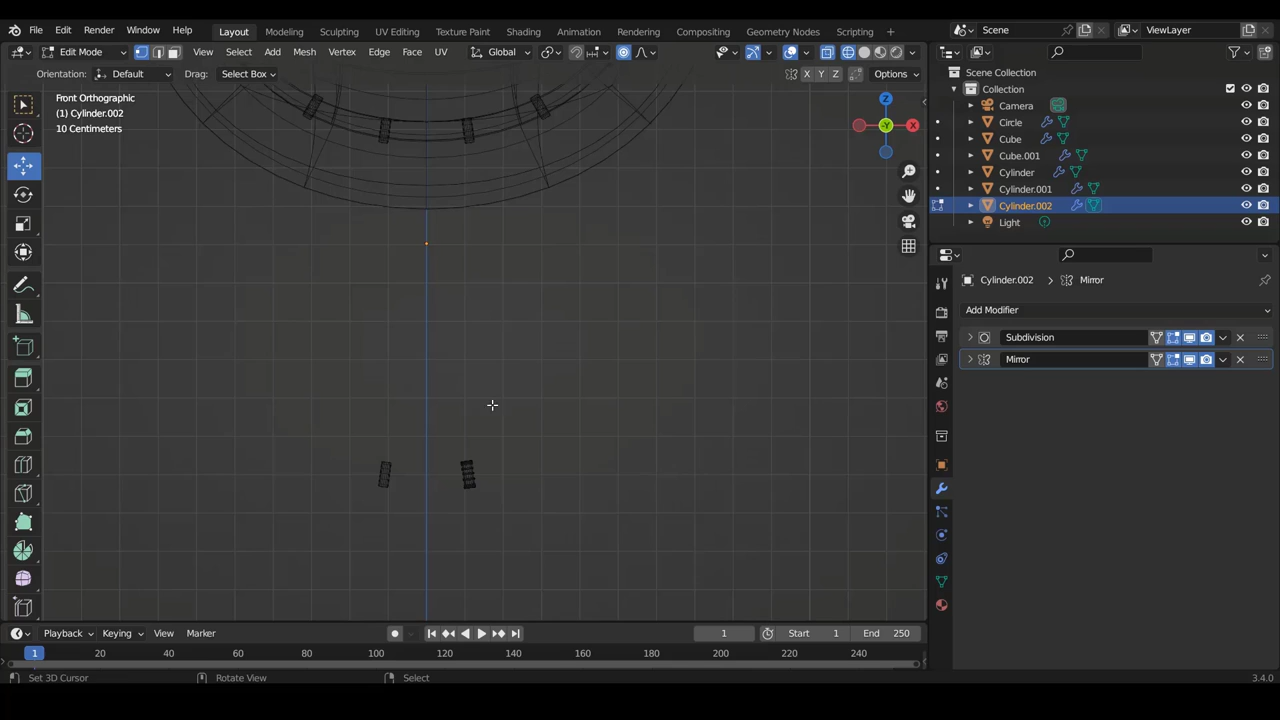 File Edit Render Window Help Layout Modeling Sculpting UV Editing Texture Paint Shading Animation Rendering Compositing Geometry Nodes Scripting + Scene ViewLayer
Edit Mode View Select Add Mesh Vertex Edge Face UV Global
Orientation: Default Drag: Select Box X Y Z Options
Scene Collection
Collection
Camera
Circle
Cube
Cube.001
Cylinder
Cylinder.001
Cylinder.002
Light
Front Orthographic
(1) Cylinder.002
10 Centimeters
Z
-Y
X
Cylinder.002 > Mirror
Add Modifier
Subdivision
Mirror
Playback Keying View Marker 1 Start 1 End 250
1 20 40 60 80 100 120 140 160 180 200 220 240
Set 3D Cursor Rotate View Select 3.4.0